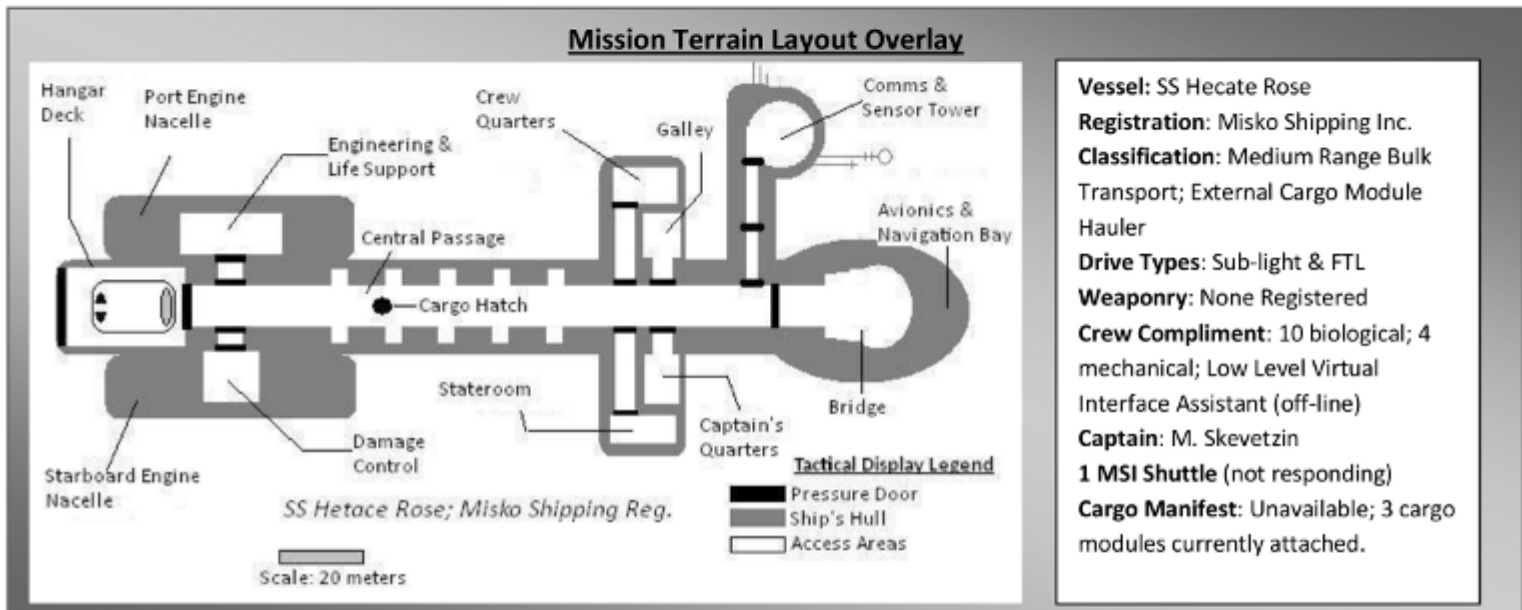 Mission Terrain Layout Overlay
Hangar
Deck
Port Engine
Nacelle
Engineering &
Life Support
Crew
Quarters
Galley
Comms &
Sensor Tower
Avionics &
Navigation Bay
Central Passage
Cargo Hatch
Stateroom
Captain's
Quarters
Bridge
Damage
Control
Starboard Engine
Nacelle
SS Hetace Rose; Misko Shipping Reg.
Scale: 20 meters
Tactical Display Legend
Pressure Door
Ship's Hull
Access Areas
Vessel: SS Hecate Rose
Registration: Misko Shipping Inc.
Classification: Medium Range Bulk
Transport; External Cargo Module
Hauler
Drive Types: Sub-light & FTL
Weaponry: None Registered
Crew Compliment: 10 biological; 4
mechanical; Low Level Virtual
Interface Assistant (off-line)
Captain: M. Skevetzin
1 MSI Shuttle (not responding)
Cargo Manifest: Unavailable; 3 cargo
modules currently attached.